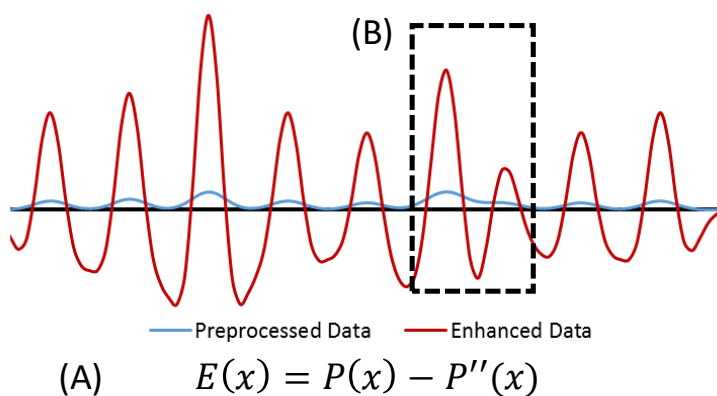 (B)
Preprocessed Data Enhanced Data
(A) E(x) = P(x) − P′′(x)